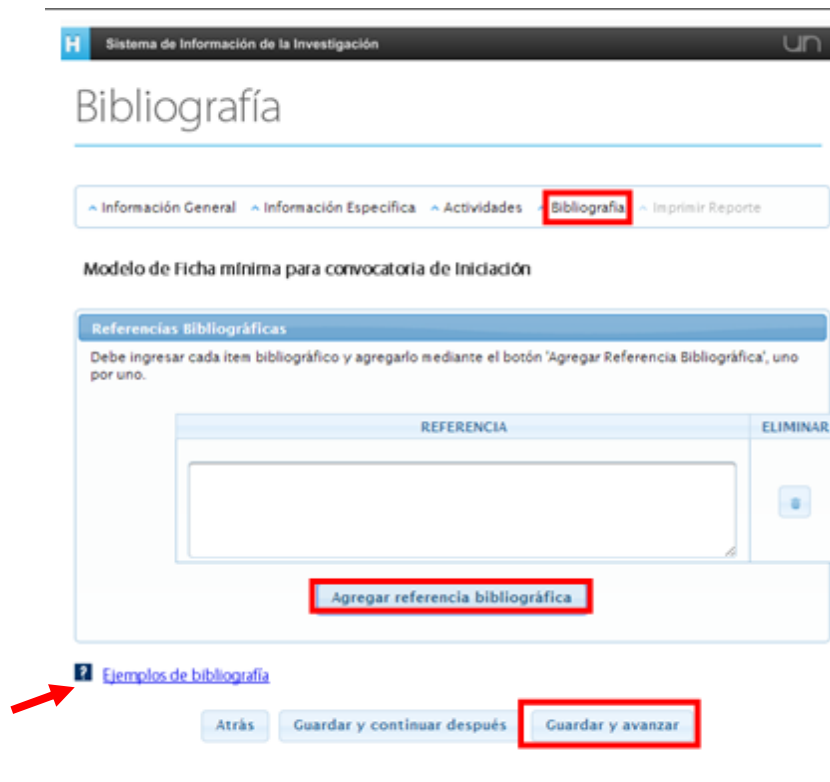 H Sistema de Información de la Investigación un
Bibliografía
Información General Información Específica Actividades Bibliografia Imprimir Reporte
Modelo de Ficha mínima para convocatoria de Iniciación
Referencias Bibliográficas
Debe ingresar cada ítem bibliográfico y agregarlo mediante el botón 'Agregar Referencia Bibliográfica', uno
por uno.
REFERENCIA ELIMINAR
Agregar referencia bibliográfica
? Ejemplos de bibliografía
Atrás Guardar y continuar después Guardar y avanzar